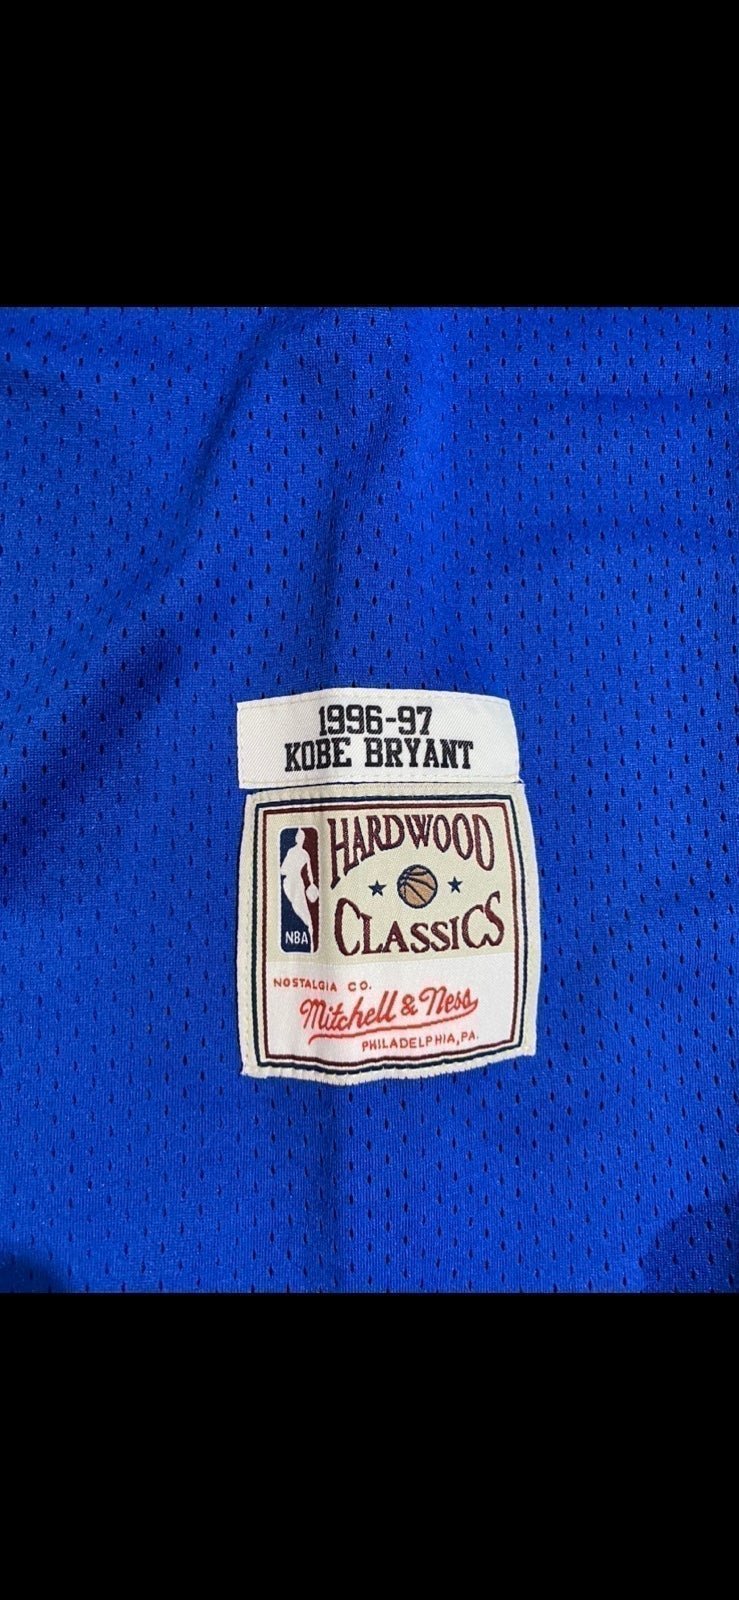 1996-97
KOBE BRYANT
HARDWOOD
CLASSICS
NBA
NOSTALGIA CO.
Mitchell & Ness
PHILADELPHIA, PA.